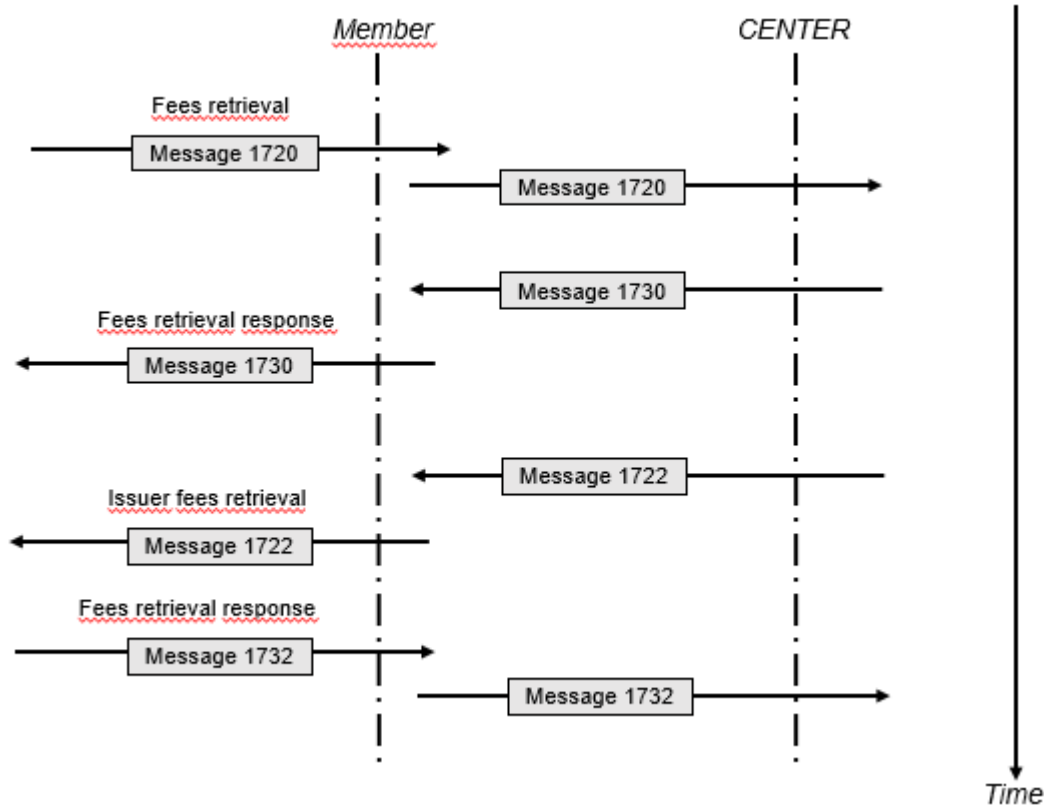 Member
CENTER
Fees retrieval
Message 1720
Message 1720
Message 1730
Fees retrieval response
Message 1730
Message 1722
Issuer fees retrieval
Message 1722
Fees retrieval response
Message 1732
Message 1732
Time